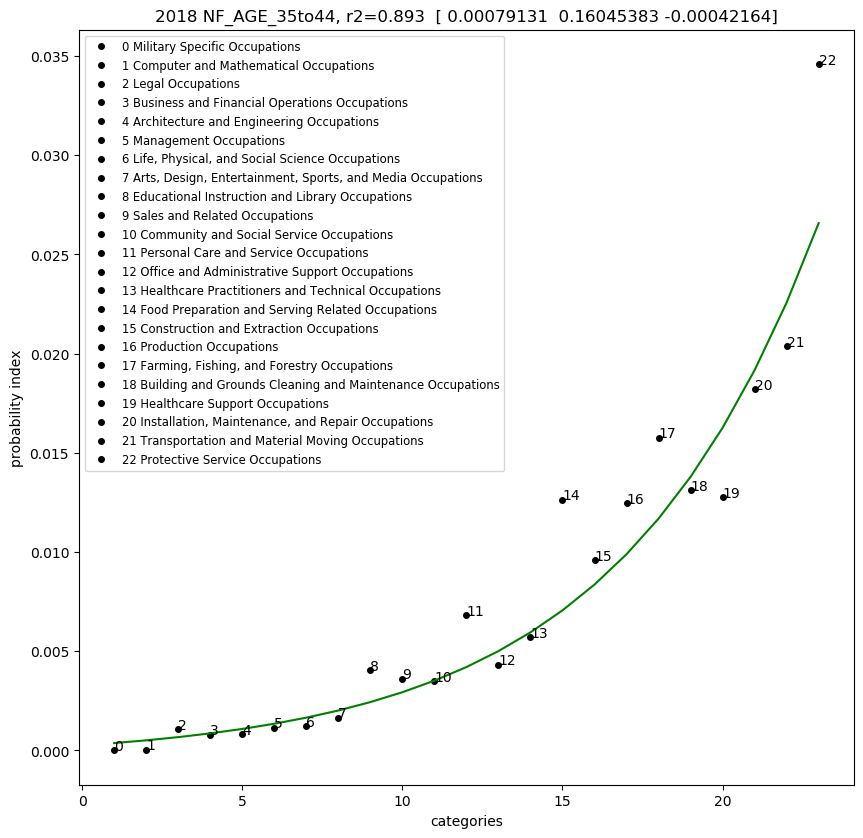 2018 NF_AGE_35to44, r2=0.893 [ 0.00079131 0.16045383 -0.00042164]
0 Military Specific Occupations
1 Computer and Mathematical Occupations
2 Legal Occupations
3 Business and Financial Operations Occupations
4 Architecture and Engineering Occupations
5 Management Occupations
6 Life, Physical, and Social Science Occupations
7 Arts, Design, Entertainment, Sports, and Media Occupations
8 Educational Instruction and Library Occupations
9 Sales and Related Occupations
10 Community and Social Service Occupations
11 Personal Care and Service Occupations
12 Office and Administrative Support Occupations
13 Healthcare Practitioners and Technical Occupations
14 Food Preparation and Serving Related Occupations
15 Construction and Extraction Occupations
16 Production Occupations
17 Farming, Fishing, and Forestry Occupations
18 Building and Grounds Cleaning and Maintenance Occupations
19 Healthcare Support Occupations
20 Installation, Maintenance, and Repair Occupations
21 Transportation and Material Moving Occupations
22 Protective Service Occupations
probability index
0.035
0.030
0.025
0.020
0.015
0.010
0.005
0.000
0
1
2
3
4
5
6
7
8
9
10
11
12
13
14
15
16
17
18
19
20
21
22
0
5
10
15
20
categories